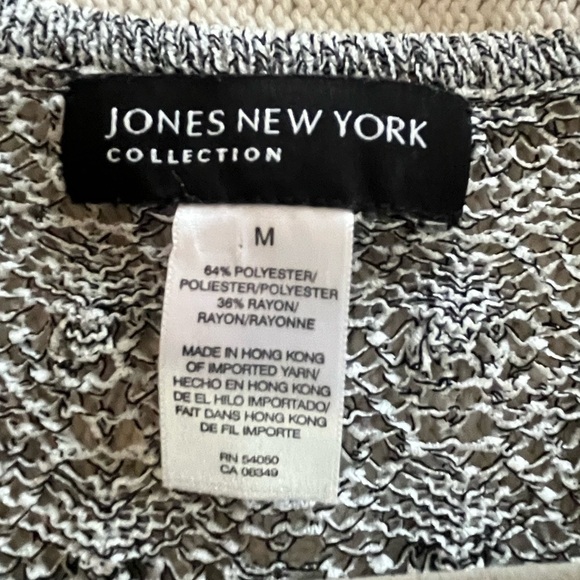 JONES NEW YORK
COLLECTION
M
64% POLYESTER/
POLIESTER/POLYESTER
36% RAYON/
RAYON/RAYONNE
MADE IN HONG KONG
OF IMPORTED YARN/
HECHO EN HONG KONG
DE EL HILO IMPORTADO/
FAIT DANS HONG KONG
DE FIL IMPORTE
RN 54050
CA 06349